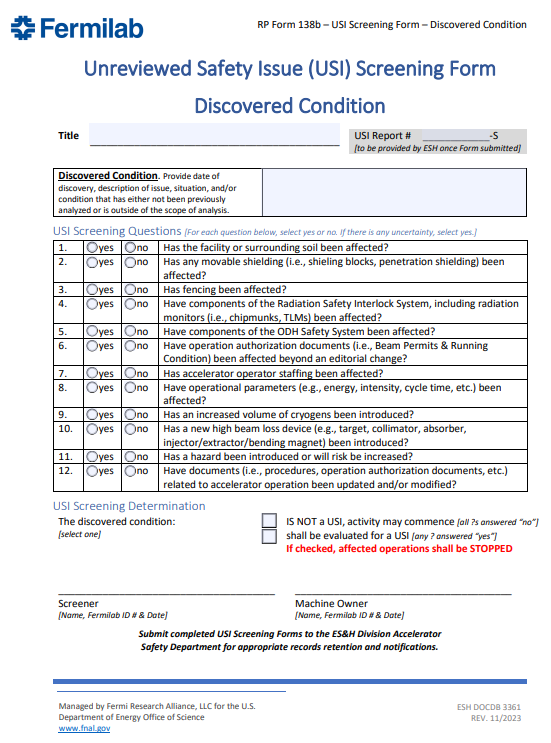 Fermilab
RP Form 138b – USI Screening Form – Discovered Condition
Unreviewed Safety Issue (USI) Screening Form
Discovered Condition
Title
USI Report # ____________-S
[to be provided by ESH once Form submitted]
Discovered Condition. Provide date of
discovery, description of issue, situation, and/or
condition that has either not been previously
analyzed or is outside of the scope of analysis.
USI Screening Questions [For each question below, select yes or no. If there is any uncertainty, select yes.]
1. yes no Has the facility or surrounding soil been affected?
2. yes no Has any movable shielding (i.e., shieling blocks, penetration shielding) been
affected?
3. yes no Has fencing been affected?
4. yes no Have components of the Radiation Safety Interlock System, including radiation
monitors (i.e., chipmunks, TLMs) been affected?
5. yes no Have components of the ODH Safety System been affected?
6. yes no Have operation authorization documents (i.e., Beam Permits & Running
Condition) been affected beyond an editorial change?
7. yes no Has accelerator operator staffing been affected?
8. yes no Have operational parameters (e.g., energy, intensity, cycle time, etc.) been
affected?
9. yes no Has an increased volume of cryogens been introduced?
10. yes no Has a new high beam loss device (e.g., target, collimator, absorber,
injector/extractor/bending magnet) been introduced?
11. yes no Has a hazard been introduced or will risk be increased?
12. yes no Have documents (i.e., procedures, operation authorization documents, etc.)
related to accelerator operation been updated and/or modified?
USI Screening Determination
The discovered condition:
[select one]
IS NOT a USI, activity may commence [all ?s answered “no”]
shall be evaluated for a USI [any ? answered “yes”]
If checked, affected operations shall be STOPPED
Screener
[Name, Fermilab ID # & Date]
Machine Owner
[Name, Fermilab ID # & Date]
Submit completed USI Screening Forms to the ES&H Division Accelerator
Safety Department for appropriate records retention and notifications.
Managed by Fermi Research Alliance, LLC for the U.S.
Department of Energy Office of Science
www.fnal.gov
ESH DOCDB 3361
REV. 11/2023